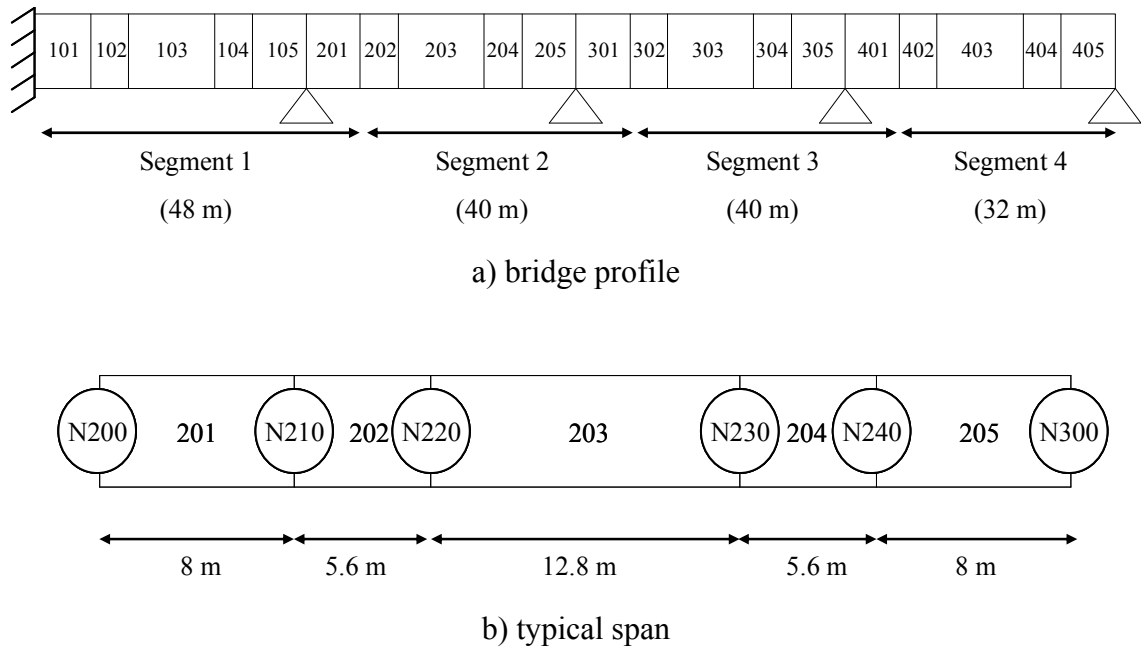 101 102 103 104 105 201 202 203 204 205 301 302 303 304 305 401 402 403 404 405
Segment 1 Segment 2 Segment 3 Segment 4
(48 m) (40 m) (40 m) (32 m)
a) bridge profile
N200 201 N210 202 N220 203 N230 204 N240 205 N300
8 m 5.6 m 12.8 m 5.6 m 8 m
b) typical span